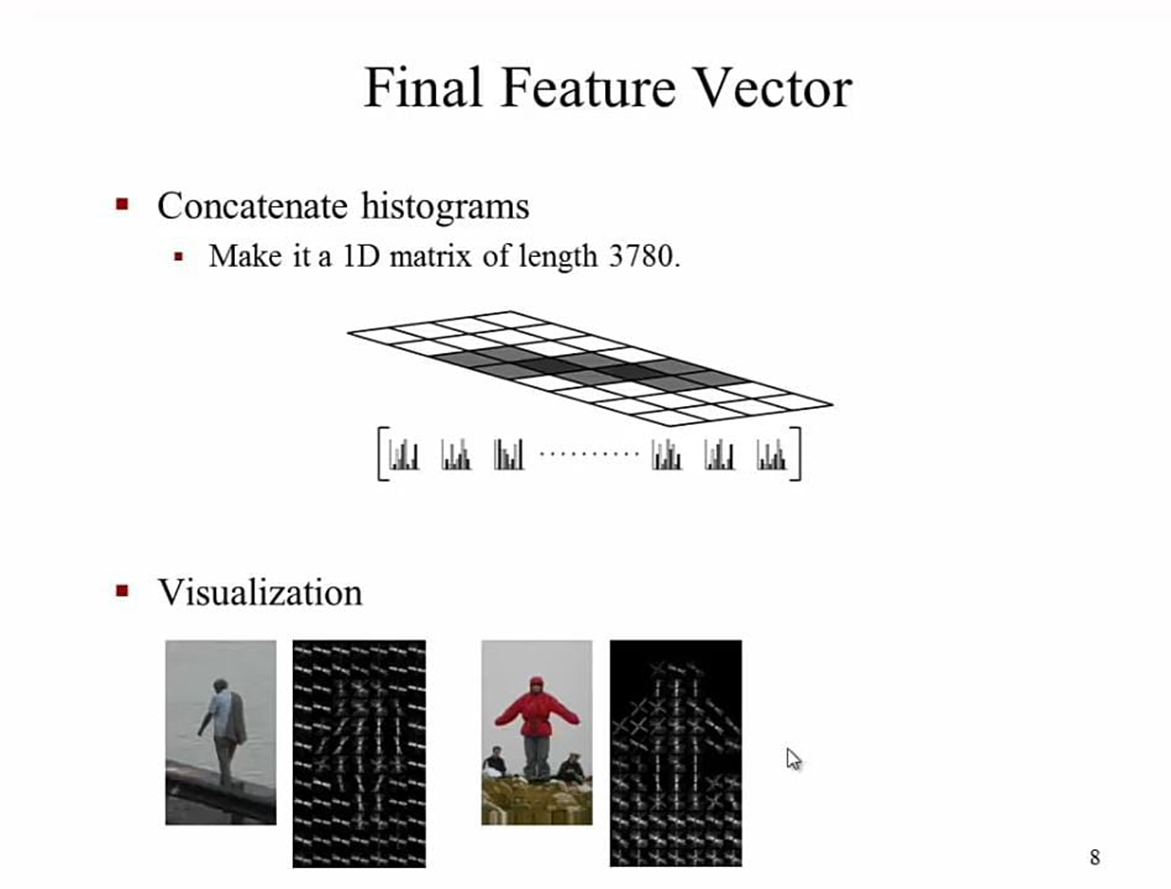 Final Feature Vector
Concatenate histograms
Make it a 1D matrix of length 3780.
Visualization
8